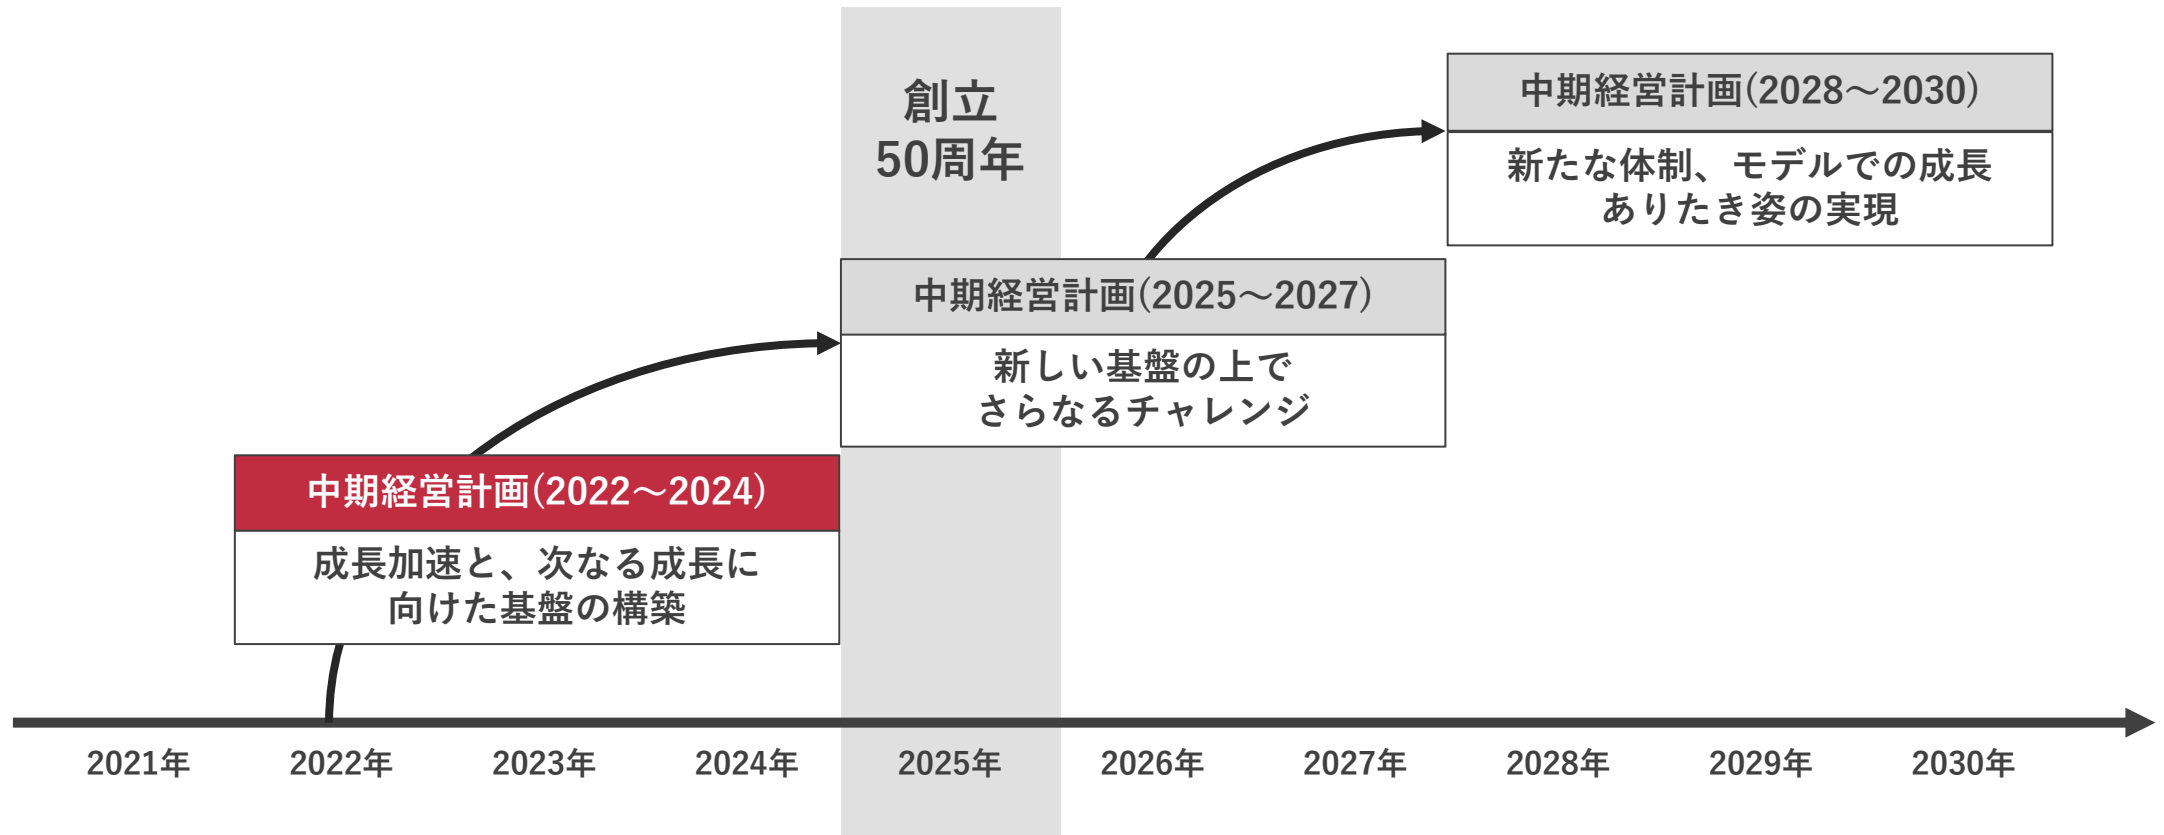 創立
50周年
中期経営計画(2028～2030)
新たな体制、モデルでの成長
ありたき姿の実現
中期経営計画(2025～2027)
新しい基盤の上で
さらなるチャレンジ
中期経営計画(2022～2024)
成長加速と、次なる成長に
向けた基盤の構築
2021年 2022年 2023年 2024年 2025年 2026年 2027年 2028年 2029年 2030年